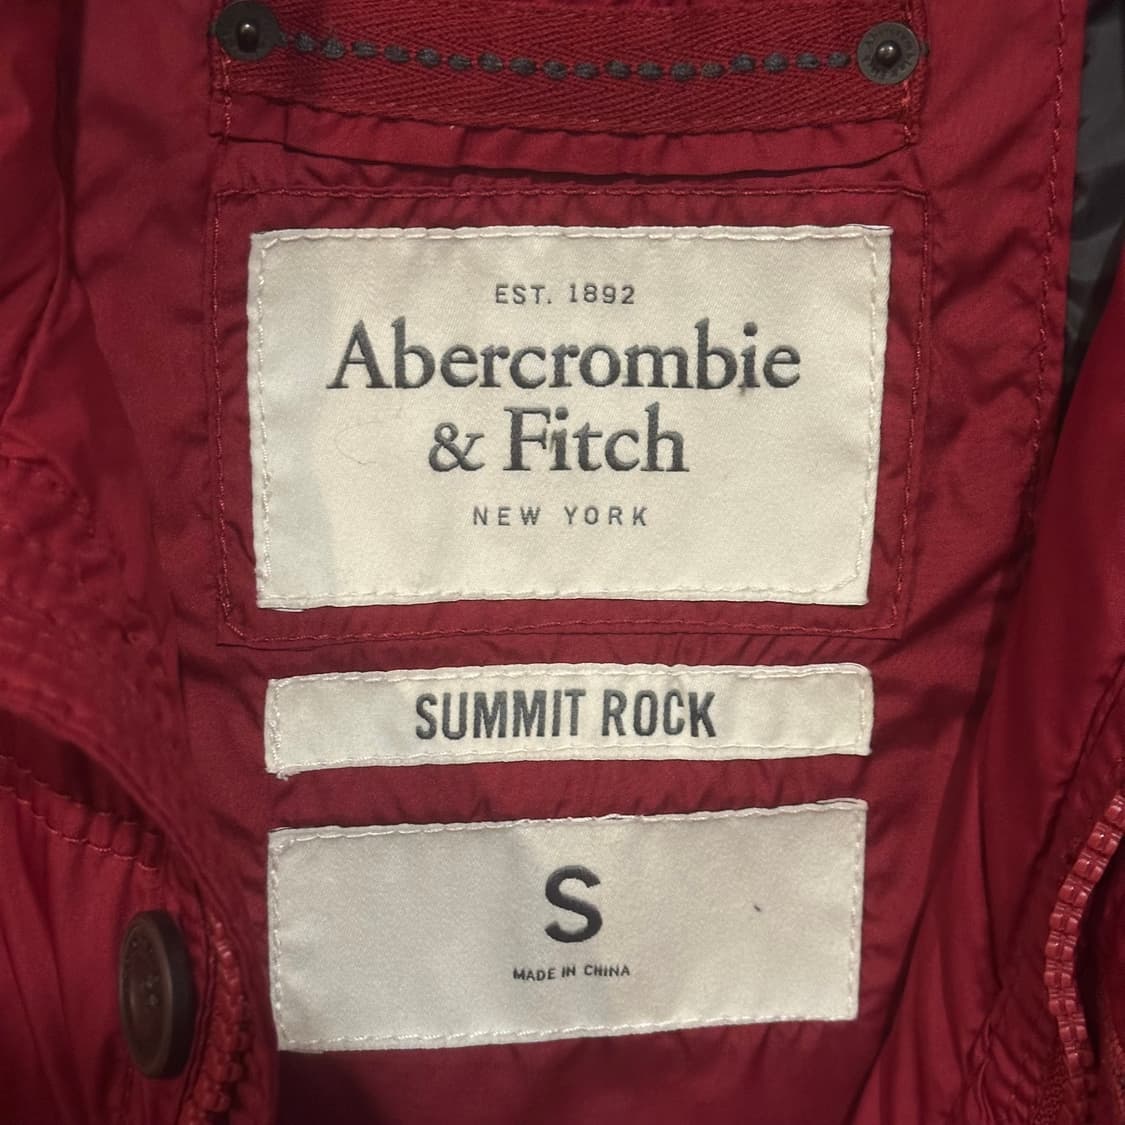 EST. 1892
Abercrombie
& Fitch
NEW YORK
SUMMIT ROCK
S
MADE IN CHINA